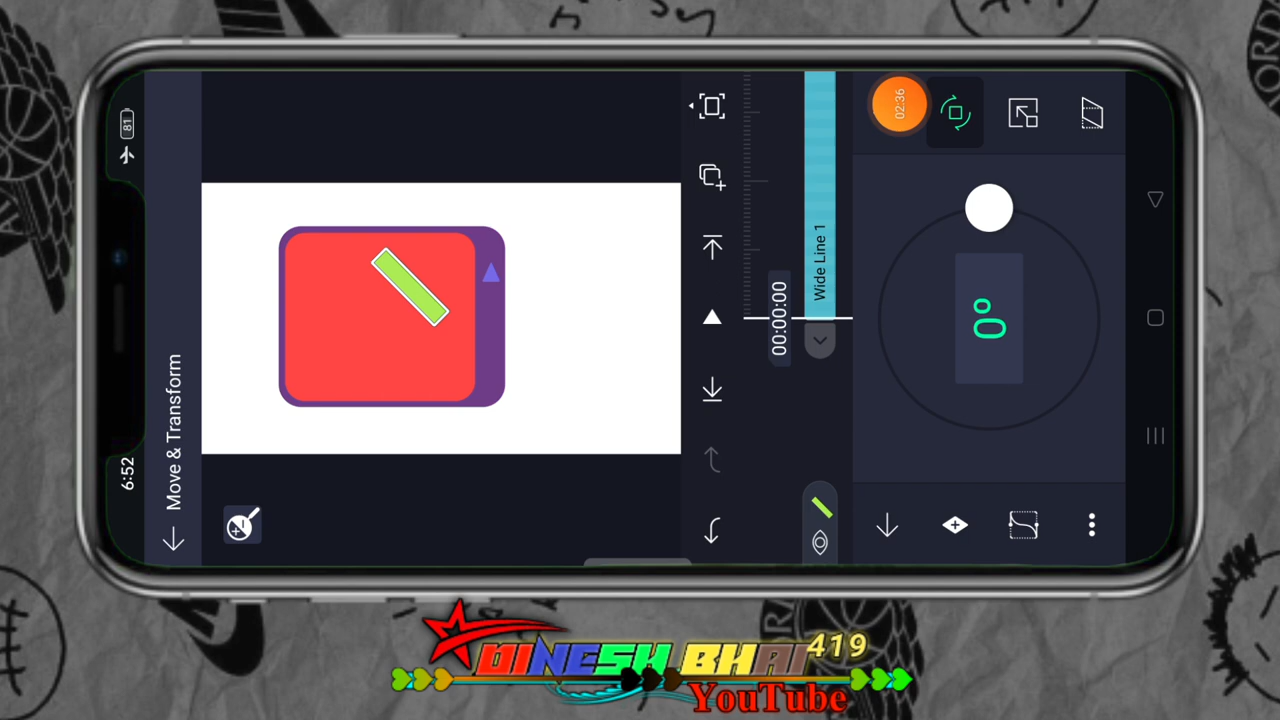 6:52
81
Move & Transform
02:36
00:00:00
Wide Line 1
0°
DINESH BHAI 419
YouTube